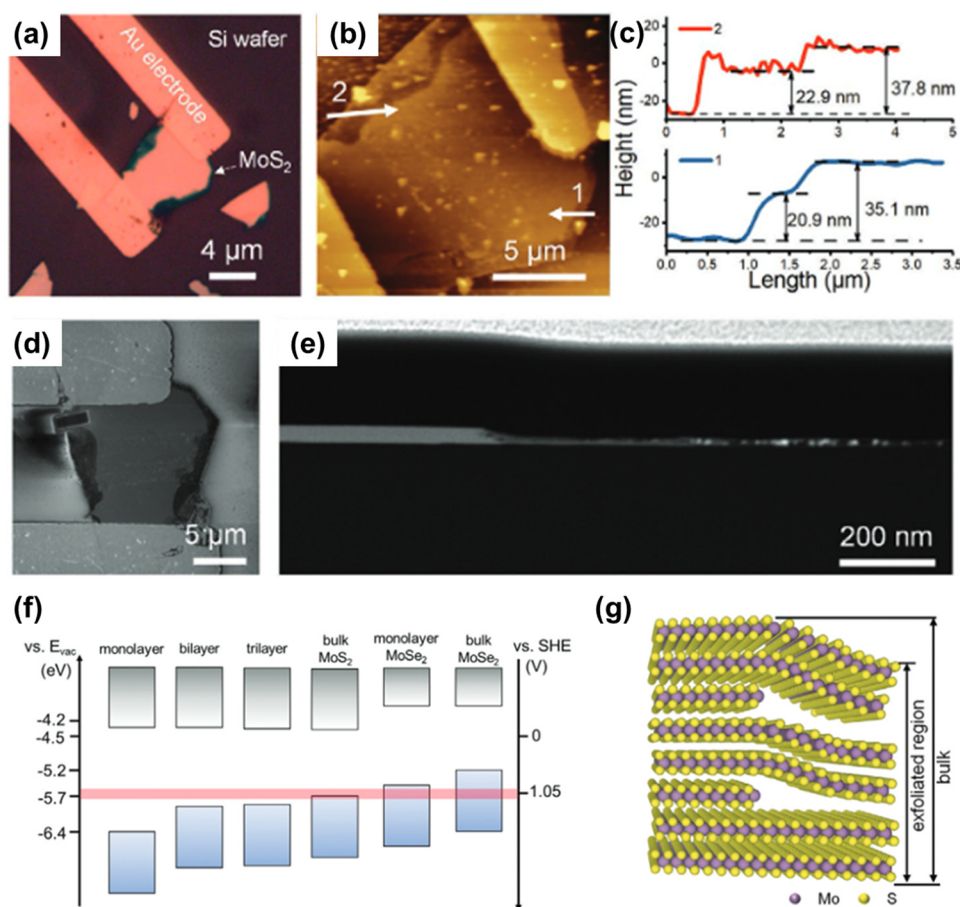 (a)
Au electrode
Si wafer
MoS2
4 μm
(b)
2
1
5 μm
(c)
Height (nm)
0
-20
2
22.9 nm
37.8 nm
0 1 2 3 4 5
0
-20
1
20.9 nm
35.1 nm
0.0 0.5 1.0 1.5 2.0 2.5 3.0 3.5
Length (μm)
(d)
5 μm
(e)
200 nm
(f)
vs. Evac
(eV)
monolayer
bilayer
trilayer
bulk
MoS2
monolayer
MoSe2
bulk
MoSe2
vs. SHE
(V)
-4.2
-4.5
-5.2
-5.7
-6.4
0
1.05
(g)
exfoliated region
bulk
Mo
S